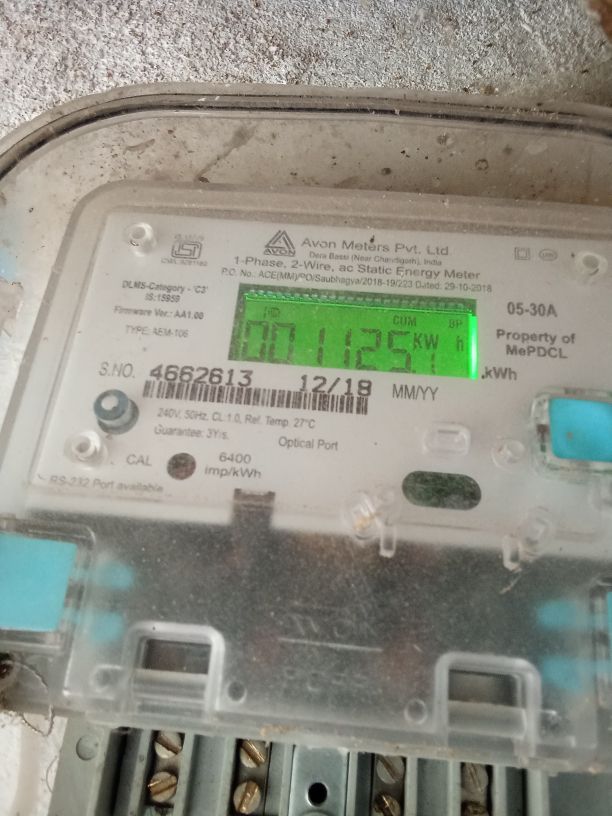 AVON
Avon Meters Pvt. Ltd
Dera Bassi (Near Chandigarh), India
1-Phase, 2-Wire, ac Static Energy Meter
P.O. No.: ACE(MM)/PO/Saubhagya/2018-19/223 Dated: 29-10-2018
DLMS-Category - 'C3'
IS:15959
Firmware Ver.: AA1.00
TYPE: AEM-106
CUM BP
001125.1 KW h
.kWh
05-30A
Property of
MePDCL
S.NO. 4662613 12/18 MM/YY
240V, 50Hz, CL:1.0, Ref. Temp. 27°C
Guarantee: 3Yrs.
Optical Port
CAL
6400
imp/kWh
RS-232 Port available